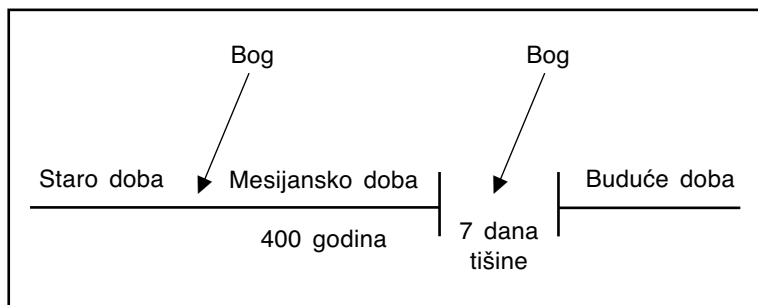 Bog
Bog
Staro doba
Mesijansko doba
Buduće doba
400 godina
7 dana
tišine